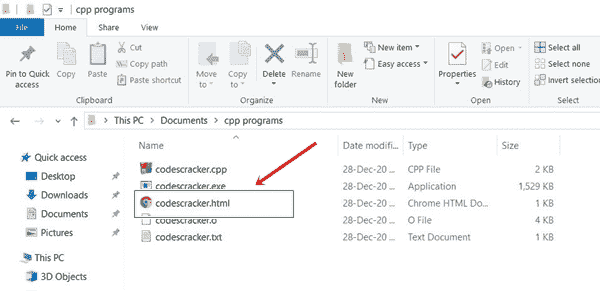 cpp programs
File Home Share View
Pin to Quick access
Copy
Paste
Cut
Copy path
Paste shortcut
Clipboard
Move to
Copy to
Delete
Rename
Organize
New folder
New item
Easy access
New
Properties
Open
Edit
History
Open
Select all
Select none
Invert selection
Select
This PC > Documents > cpp programs
Quick access
Desktop
Downloads
Documents
Pictures
This PC
3D Objects
Name Date modifi... Type Size
codescracker.cpp 28-Dec-20 ... CPP File 2 KB
codescracker.exe 28-Dec-20 ... Application 1,529 KB
codescracker.html 28-Dec-20 ... Chrome HTML Do... 1 KB
codescracker.o 28-Dec-20 ... O File 4 KB
codescracker.txt 28-Dec-20 ... Text Document 1 KB